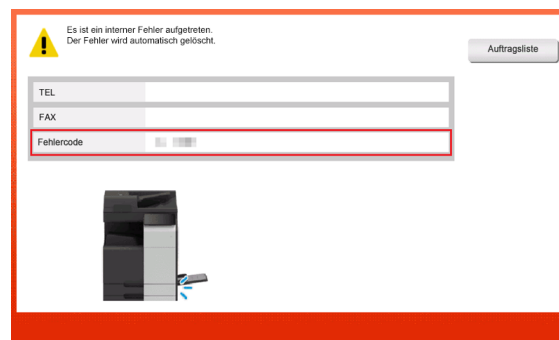 Es ist ein interner Fehler aufgetreten.
Der Fehler wird automatisch gelöscht.
Auftragsliste
TEL
FAX
Fehlercode